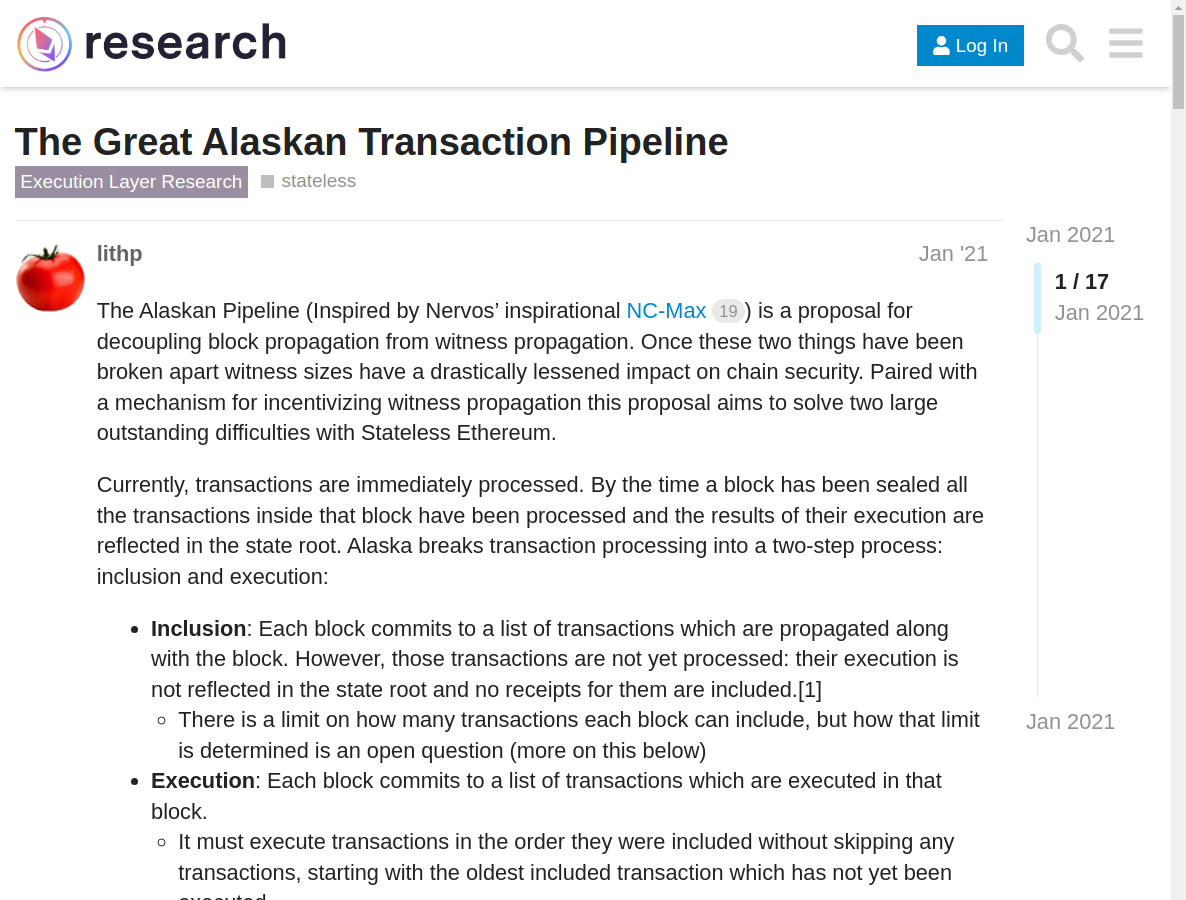 research
Log In
The Great Alaskan Transaction Pipeline
Execution Layer Research
stateless
lithp
Jan '21
The Alaskan Pipeline (Inspired by Nervos’ inspirational NC-Max 19) is a proposal for
decoupling block propagation from witness propagation. Once these two things have been
broken apart witness sizes have a drastically lessened impact on chain security. Paired with
a mechanism for incentivizing witness propagation this proposal aims to solve two large
outstanding difficulties with Stateless Ethereum.
Currently, transactions are immediately processed. By the time a block has been sealed all
the transactions inside that block have been processed and the results of their execution are
reflected in the state root. Alaska breaks transaction processing into a two-step process:
inclusion and execution:
Inclusion: Each block commits to a list of transactions which are propagated along
with the block. However, those transactions are not yet processed: their execution is
not reflected in the state root and no receipts for them are included.[1]
There is a limit on how many transactions each block can include, but how that limit
is determined is an open question (more on this below)
Execution: Each block commits to a list of transactions which are executed in that
block.
It must execute transactions in the order they were included without skipping any
transactions, starting with the oldest included transaction which has not yet been
executed
Jan 2021
1 / 17
Jan 2021
Jan 2021